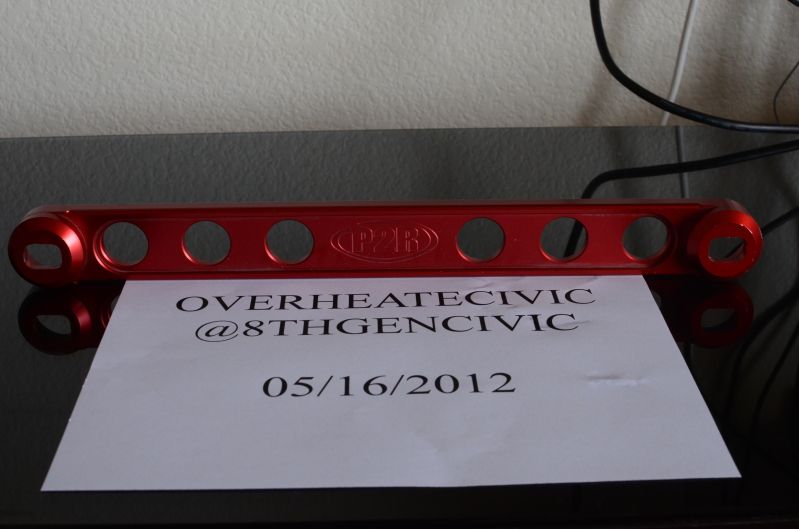 P2R
OVERHEATECIVIC
@8THGENCIVIC
05/16/2012